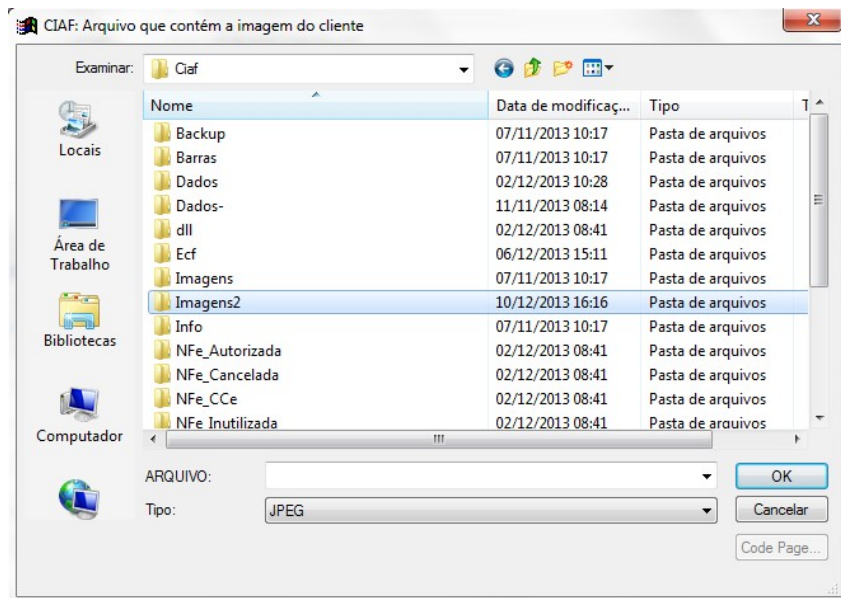 CIAF: Arquivo que contém a imagem do cliente
Examinar: Ciaf
Nome Data de modificaç... Tipo T
Backup 07/11/2013 10:17 Pasta de arquivos
Barras 07/11/2013 10:17 Pasta de arquivos
Dados 02/12/2013 10:28 Pasta de arquivos
Dados- 11/11/2013 08:14 Pasta de arquivos
dll 02/12/2013 08:41 Pasta de arquivos
Ecf 06/12/2013 15:11 Pasta de arquivos
Imagens 07/11/2013 10:17 Pasta de arquivos
Imagens2 10/12/2013 16:16 Pasta de arquivos
Info 07/11/2013 10:17 Pasta de arquivos
NFe_Autorizada 02/12/2013 08:41 Pasta de arquivos
NFe_Cancelada 02/12/2013 08:41 Pasta de arquivos
NFe_CCe 02/12/2013 08:41 Pasta de arquivos
NFe_Inutilizada 02/12/2013 08:41 Pasta de arquivos
Locais
Área de
Trabalho
Bibliotecas
Computador
ARQUIVO: OK
Tipo: JPEG Cancelar
Code Page...